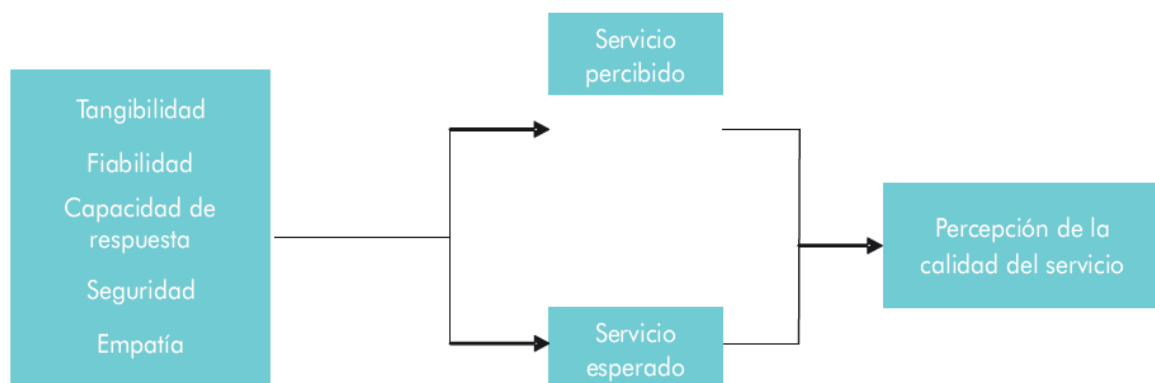 Tangibilidad
Fiabilidad
Capacidad de
respuesta
Seguridad
Empatía
Servicio
percibido
Servicio
esperado
Percepción de la
calidad del servicio